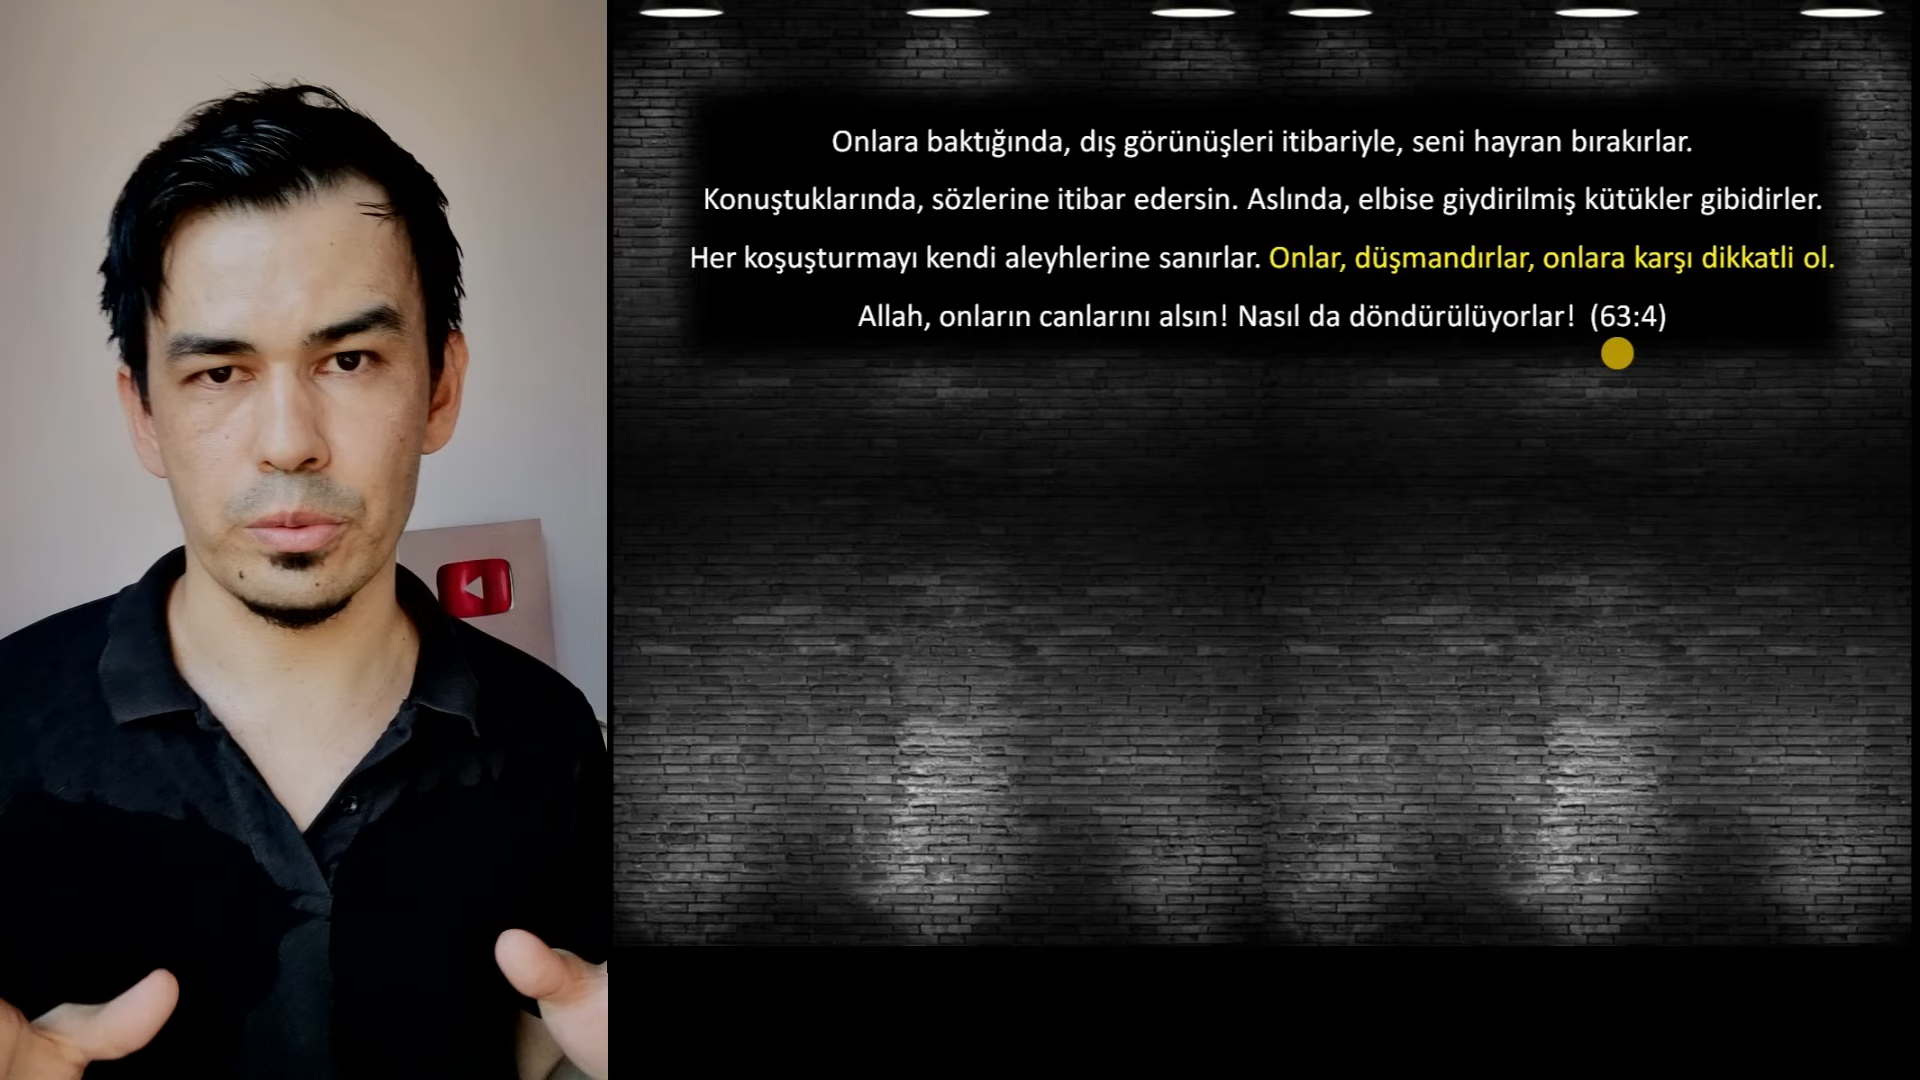 Onlara baktığında, dış görünüşleri itibariyle, seni hayran bırakırlar.
Konuştuklarında, sözlerine itibar edersin. Aslında, elbise giydirilmiş kütükler gibidirler.
Her koşuşturmayı kendi aleyhlerine sanırlar. Onlar, düşmandırlar, onlara karşı dikkatli ol.
Allah, onların canlarını alsın! Nasıl da döndürülüyorlar! (63:4)